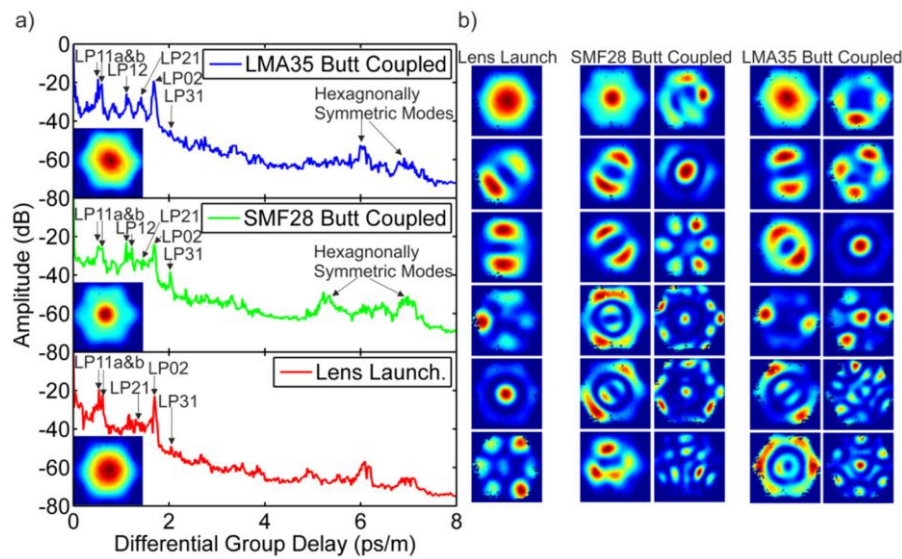 a)
b)
0
LP11a&b
LP21
LP12
LP02
LP31
LMA35 Butt Coupled
Hexagnonally
Symmetric Modes
-20
-40
-60
-80
LP11a&b
LP21
LP12
LP02
LP31
SMF28 Butt Coupled
Hexagnonally
Symmetric Modes
-20
-40
-60
-80
LP11a&b
LP02
LP21
LP31
Lens Launch.
-20
-40
-60
-80
Amplitude (dB)
0 2 4 6 8
Differential Group Delay (ps/m)
Lens Launch SMF28 Butt Coupled LMA35 Butt Coupled